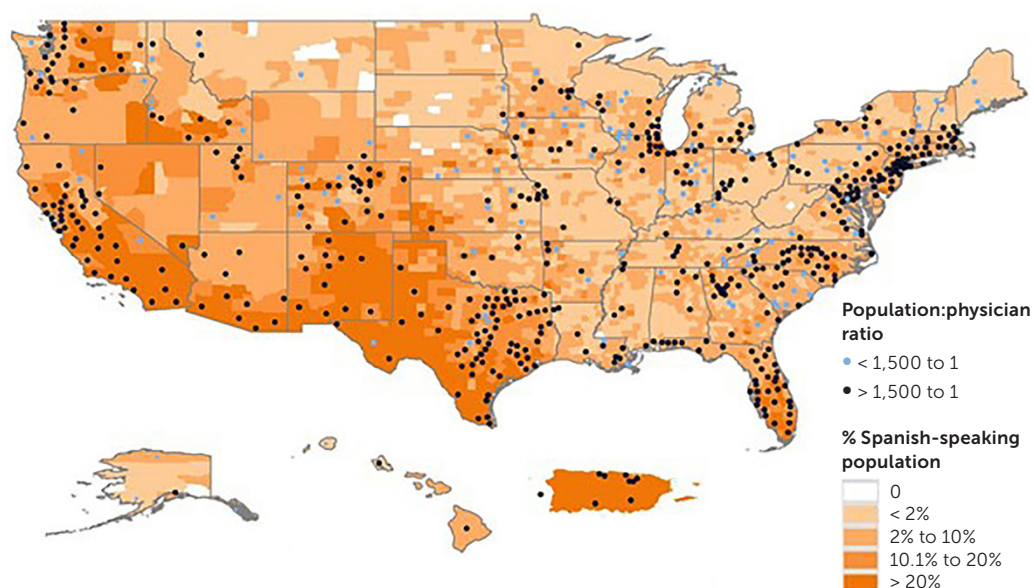 Population:physician
ratio
< 1,500 to 1
> 1,500 to 1
% Spanish-speaking
population
0
< 2%
2% to 10%
10.1% to 20%
> 20%